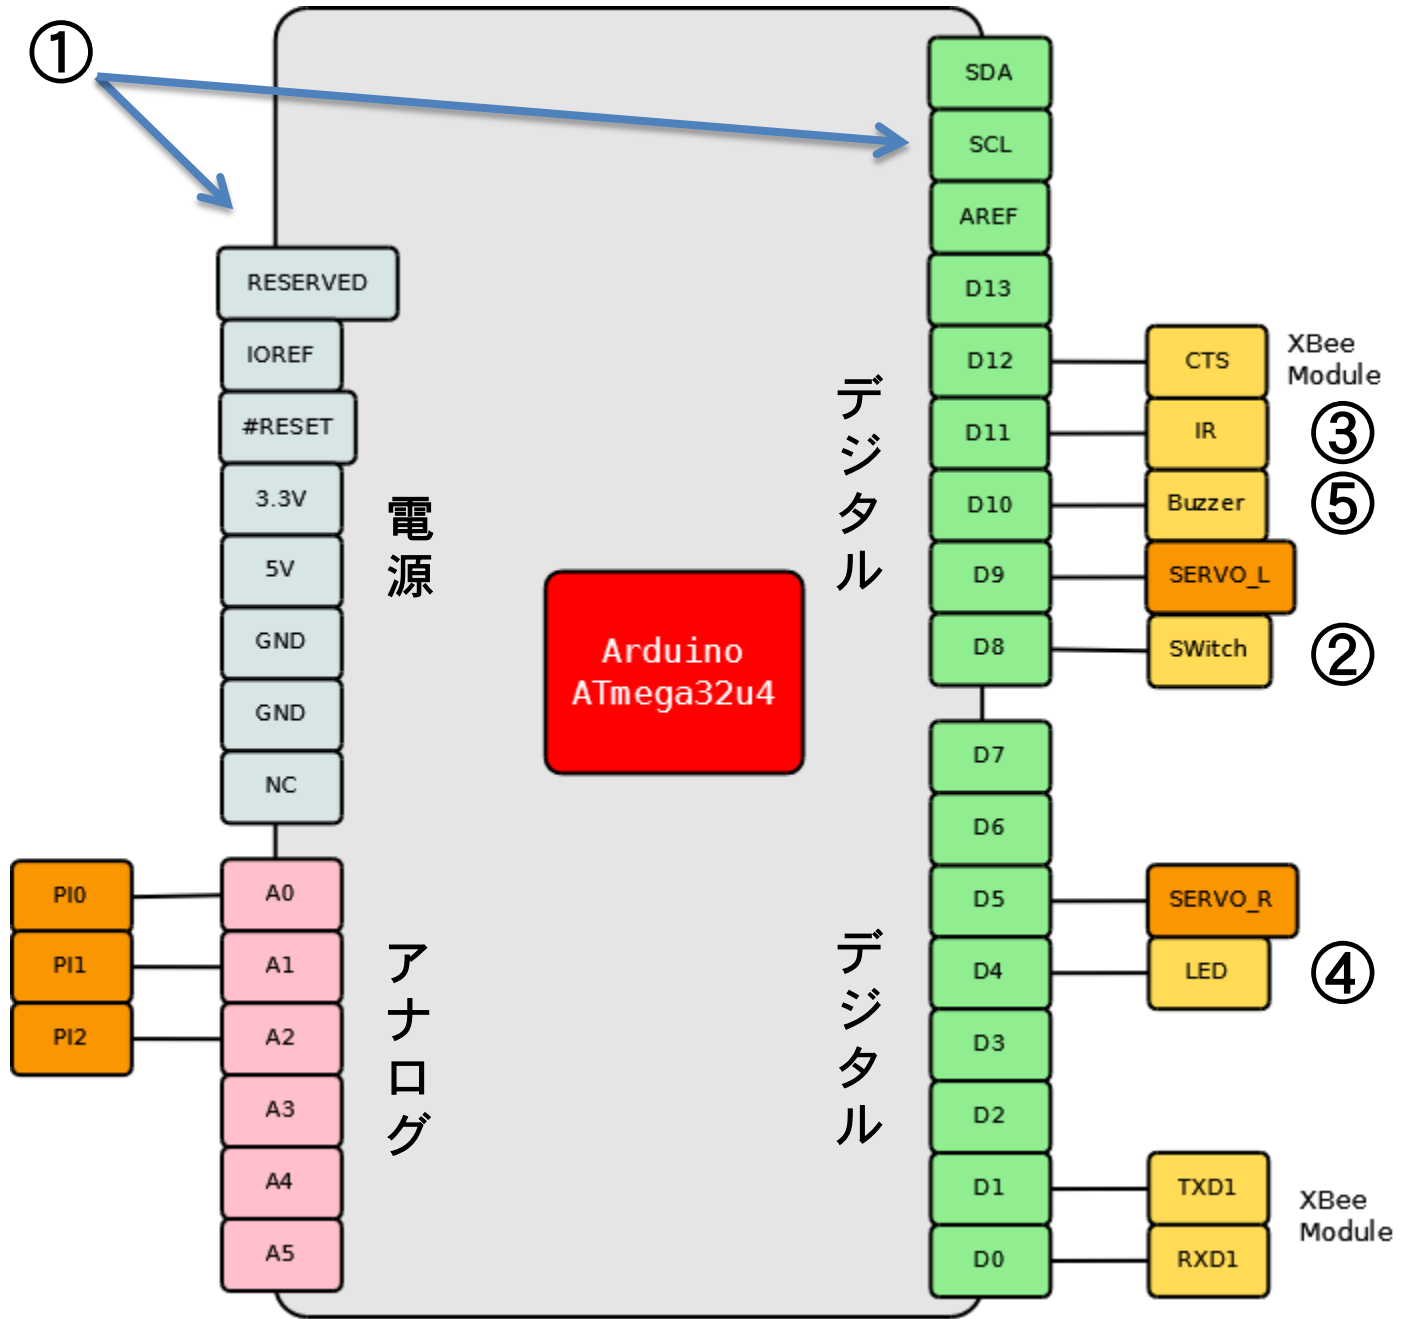 ①
RESERVED
IOREF
#RESET
3.3V
5V
GND
GND
NC
電源
PI0
PI1
PI2
A0
A1
A2
A3
A4
A5
アナログ
Arduino
ATmega32u4
デジタル
デジタル
SDA
SCL
AREF
D13
D12
D11
D10
D9
D8
D7
D6
D5
D4
D3
D2
D1
D0
CTS
XBee
Module
IR
③
Buzzer
⑤
SERVO_L
SWitch
②
SERVO_R
LED
④
TXD1
RXD1
XBee
Module